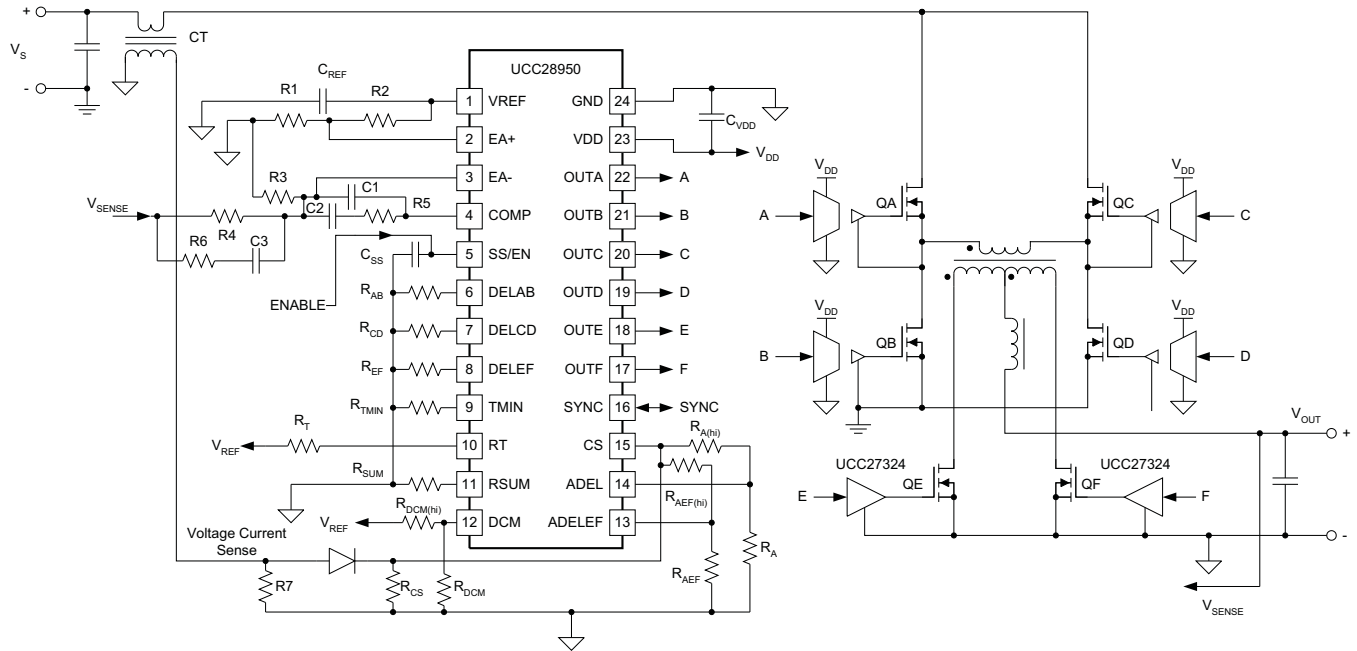 +
CT
V_S
-
UCC28950
C_REF
R1
R2
1 VREF
GND 24
C_VDD
2 EA+
VDD 23
V_DD
R3
3 EA-
OUTA 22 A
C1
V_SENSE
R4
C2
R5
4 COMP
OUTB 21 B
R6
C3
C_SS
5 SS/EN
OUTC 20 C
ENABLE
R_AB
6 DELAB
OUTD 19 D
R_CD
7 DELCD
OUTE 18 E
R_EF
8 DELEF
OUTF 17 F
R_TMIN
9 TMIN
SYNC 16 SYNC
V_REF
R_T
10 RT
CS 15
R_A(hi)
R_SUM
11 RSUM
ADEL 14
R_AEF(hi)
V_REF
R_DCM(hi)
12 DCM
ADELEF 13
Voltage Current
Sense
R7
R_CS
R_DCM
R_AEF
R_A
V_DD
V_DD
A
QA
QC
C
V_DD
V_DD
B
QB
QD
D
V_OUT
+
UCC27324
UCC27324
E
QE
QF
F
-
V_SENSE